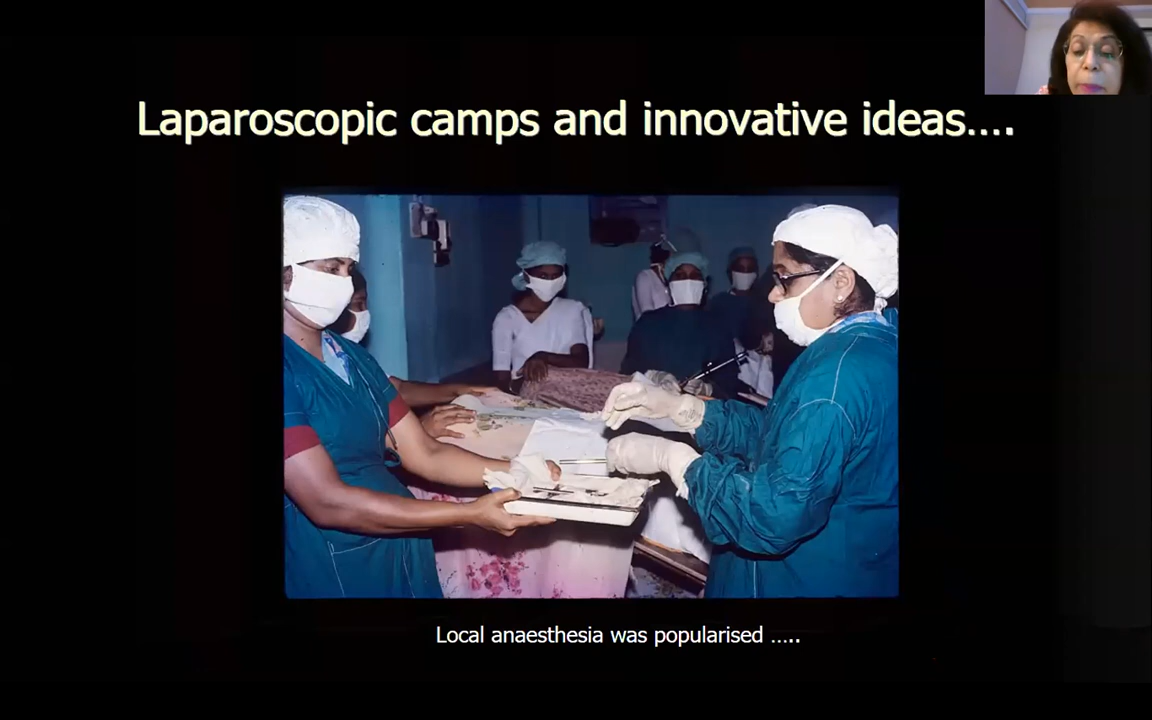 Laparoscopic camps and innovative ideas....
Local anaesthesia was popularised .....